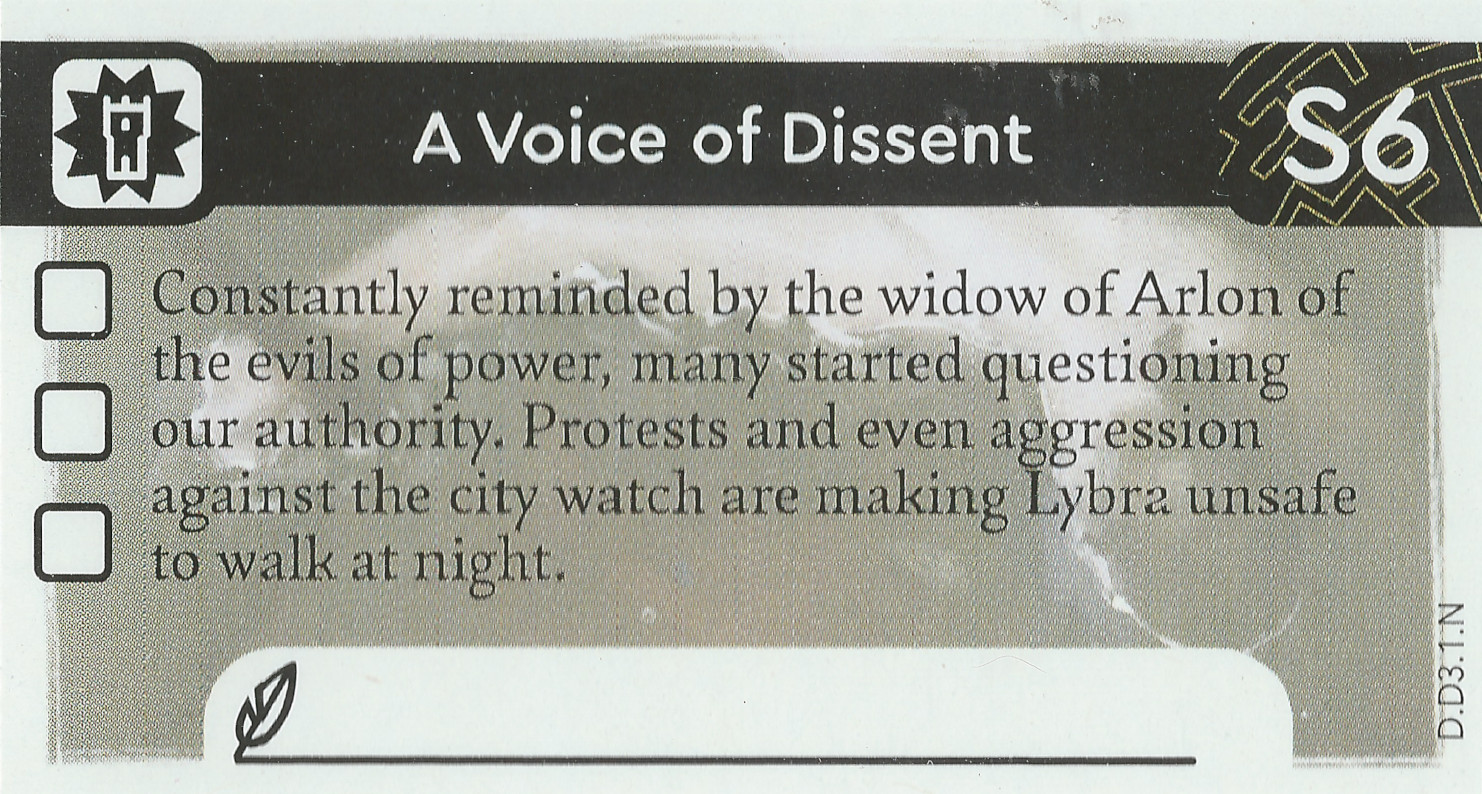 A Voice of Dissent
S6
Constantly reminded by the widow of Arlon of
the evils of power, many started questioning
our authority. Protests and even aggression
against the city watch are making Lybra unsafe
to walk at night.
D.D3.1.N